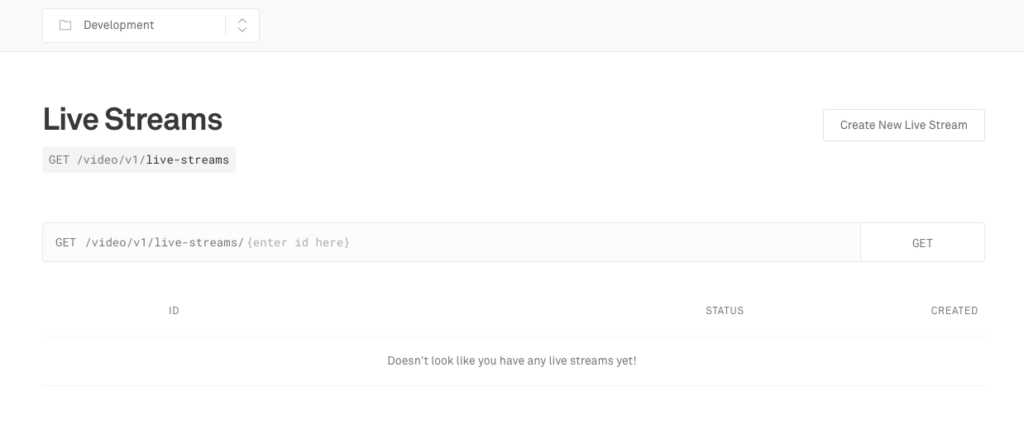 Development
Live Streams
Create New Live Stream
GET /video/v1/live-streams
GET /video/v1/live-streams/{enter id here}
GET
ID STATUS CREATED
Doesn't look like you have any live streams yet!